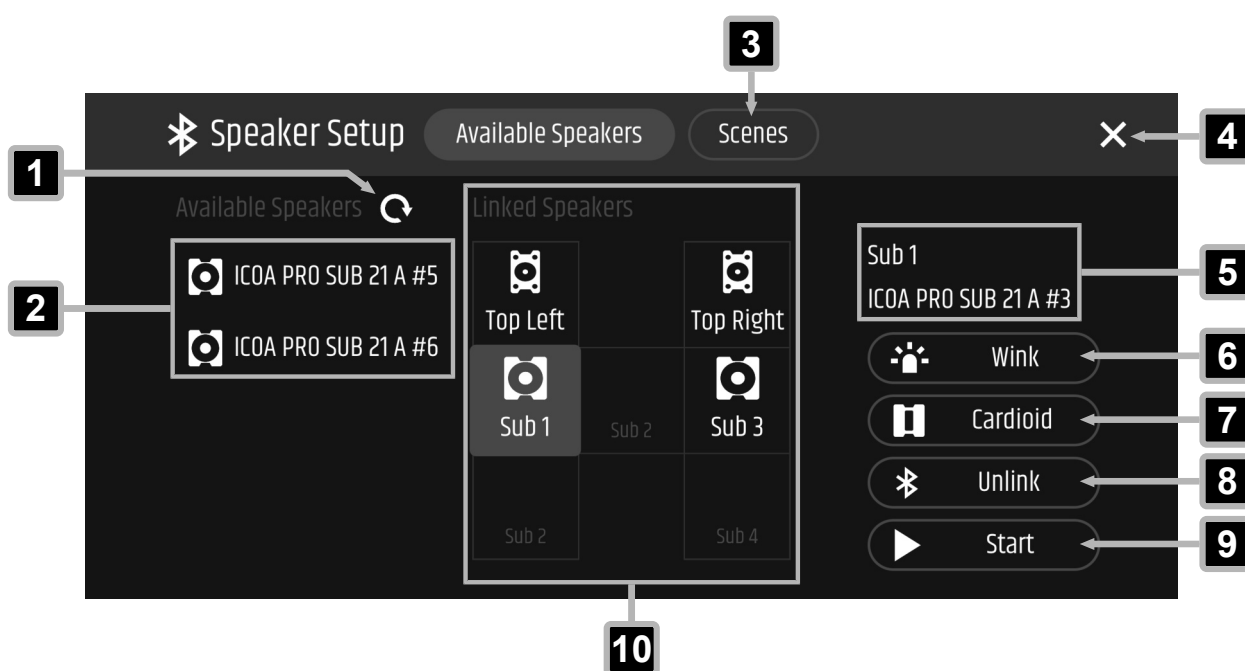 3
Speaker Setup Available Speakers Scenes
4
1
Available Speakers Linked Speakers
2
ICOA PRO SUB 21 A #5
ICOA PRO SUB 21 A #6
Top Left Top Right
Sub 1 Sub 2 Sub 3
Sub 2 Sub 4
Sub 1
ICOA PRO SUB 21 A #3
5
Wink 6
Cardioid 7
Unlink 8
Start 9
10